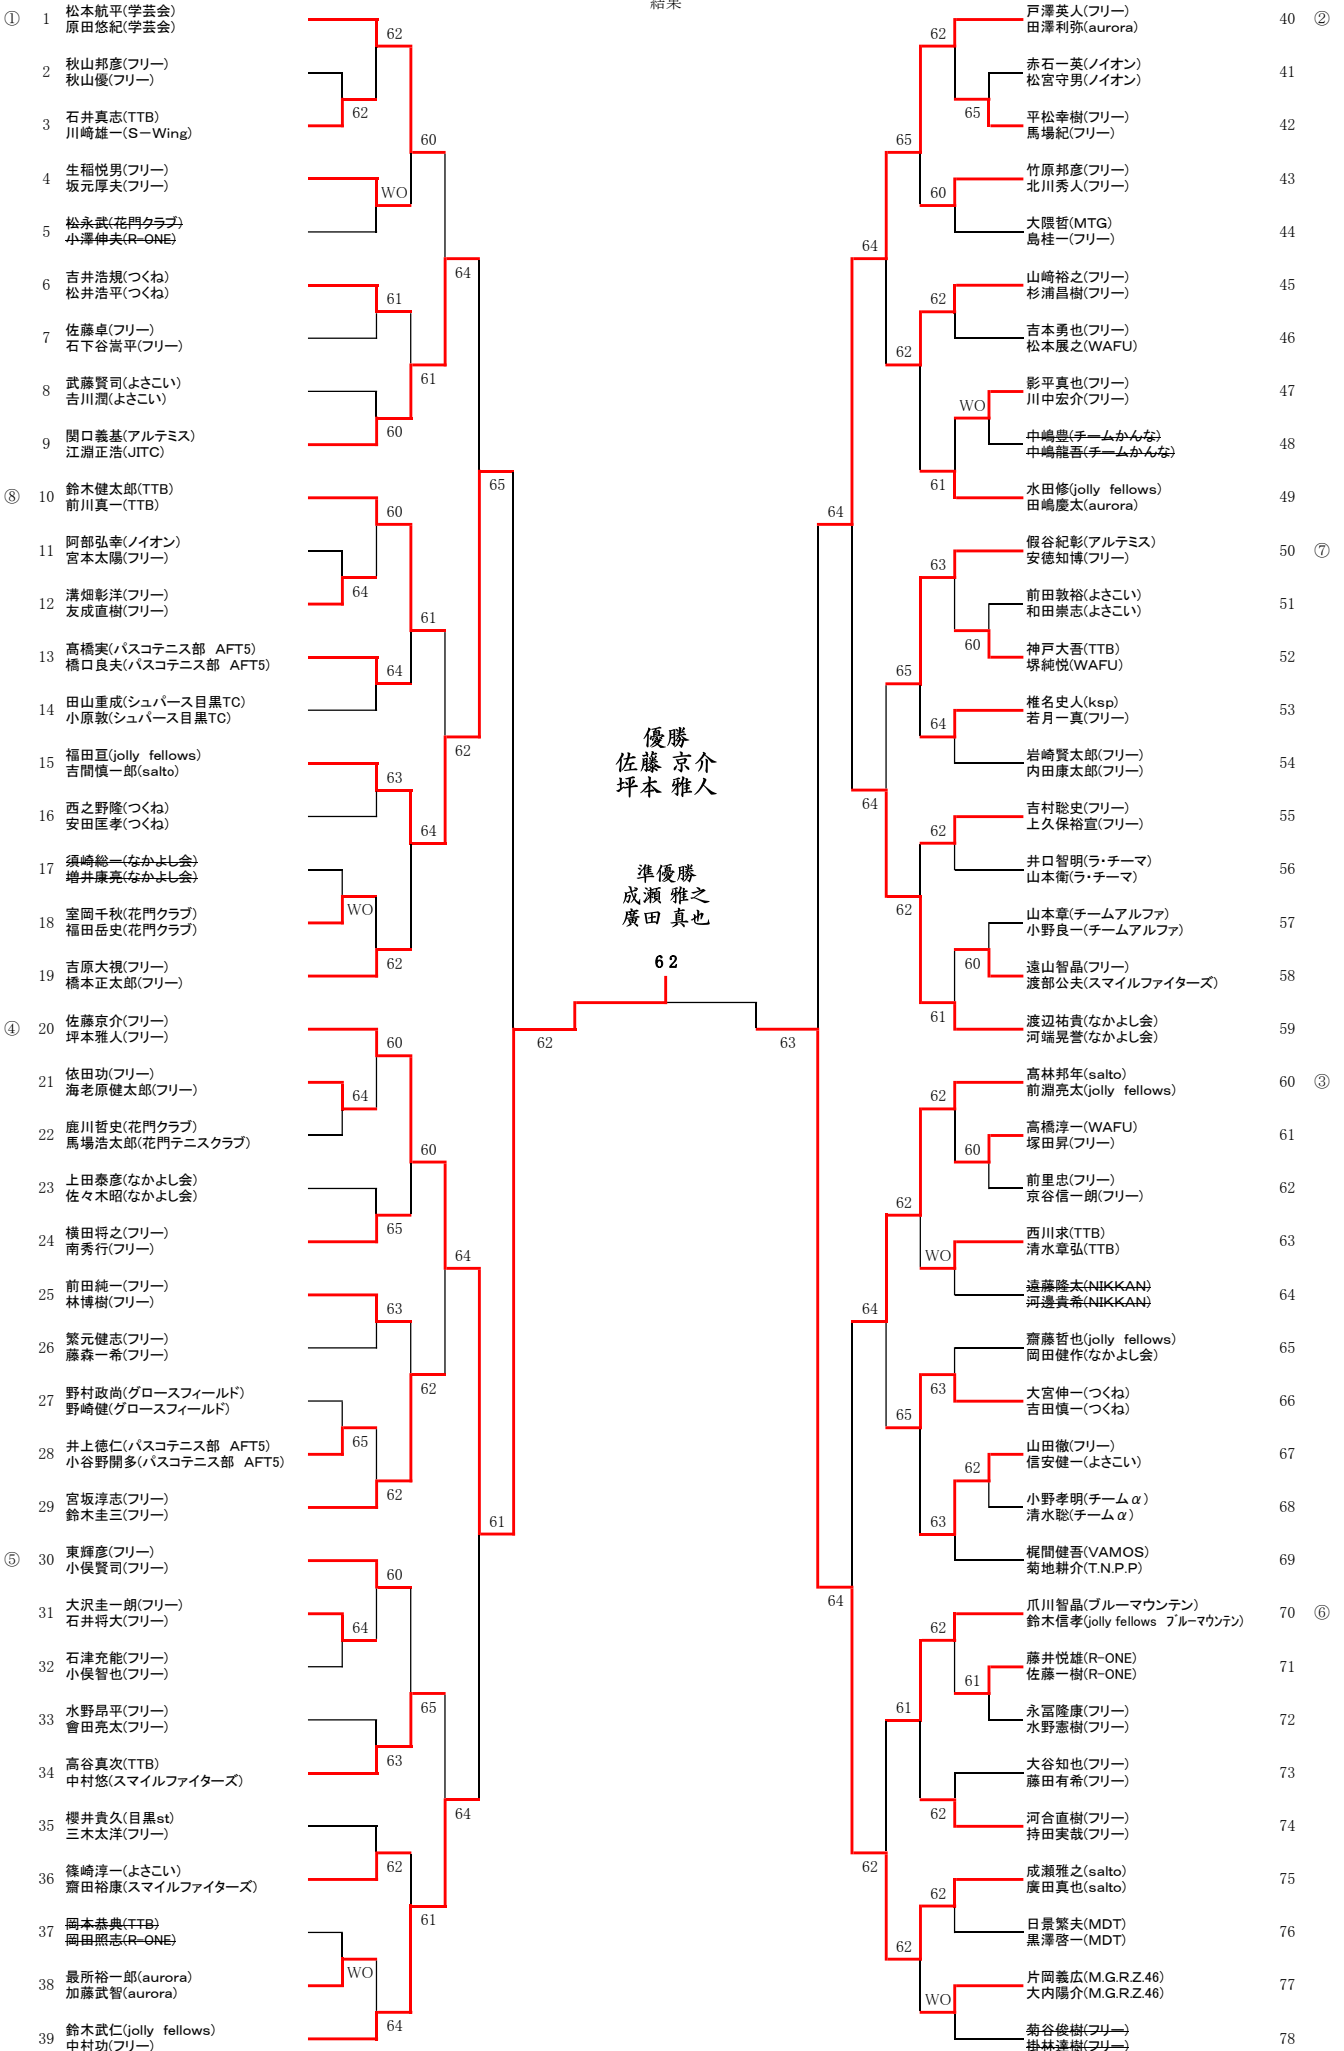 結果
① 1 松本航平(学芸会)
原田悠紀(学芸会)
2 秋山邦彦(フリー)
秋山優(フリー)
3 石井真志(TTB)
川﨑雄一(S-Wing)
4 生稲悦男(フリー)
坂元厚夫(フリー)
5 松永武(花門クラブ)
小澤伸夫(R-ONE)
6 吉井浩規(つくね)
松井浩平(つくね)
7 佐藤卓(フリー)
石下谷嵩平(フリー)
8 武藤賢司(よさこい)
吉川潤(よさこい)
9 関口義基(アルテミス)
江淵正浩(JITC)
⑧ 10 鈴木健太郎(TTB)
前川真一(TTB)
11 阿部弘幸(ノイオン)
宮本太陽(フリー)
12 溝畑彰洋(フリー)
友成直樹(フリー)
13 髙橋実(パスコテニス部 AFT5)
橋口良夫(パスコテニス部 AFT5)
14 田山重成(シュパース目黒TC)
小原敦(シュパース目黒TC)
15 福田亘(jolly fellows)
吉間慎一郎(salto)
16 西之野隆(つくね)
安田匡孝(つくね)
17 須崎総一(なかよし会)
増井康亮(なかよし会)
18 室岡千秋(花門クラブ)
福田岳史(花門クラブ)
19 吉原大視(フリー)
橋本正太郎(フリー)
④ 20 佐藤京介(フリー)
坪本雅人(フリー)
21 依田功(フリー)
海老原健太郎(フリー)
22 鹿川哲史(花門クラブ)
馬場浩太郎(花門テニスクラブ)
23 上田泰彦(なかよし会)
佐々木昭(なかよし会)
24 横田将之(フリー)
南秀行(フリー)
25 前田純一(フリー)
林博樹(フリー)
26 繁元健志(フリー)
藤森一希(フリー)
27 野村政尚(グロースフィールド)
野崎健(グロースフィールド)
28 井上徳仁(パスコテニス部 AFT5)
小谷野開多(パスコテニス部 AFT5)
29 宮坂淳志(フリー)
鈴木圭三(フリー)
⑤ 30 東輝彦(フリー)
小俣賢司(フリー)
31 大沢圭一朗(フリー)
石井将大(フリー)
32 石津充能(フリー)
小俣智也(フリー)
33 水野昂平(フリー)
會田亮太(フリー)
34 高谷真次(TTB)
中村悠(スマイルファイターズ)
35 櫻井貴久(目黒st)
三木太洋(フリー)
36 篠崎淳一(よさこい)
齋田裕康(スマイルファイターズ)
37 岡本恭典(TTB)
岡田照志(R-ONE)
38 最所裕一郎(aurora)
加藤武智(aurora)
39 鈴木武仁(jolly fellows)
中村功(フリー)
62
62
60
WO
64
61
61
60
65
60
64
61
64
62
63
64
WO
62
62
60
64
60
65
64
63
62
65
62
61
60
64
65
63
64
62
61
WO
64
優勝
佐藤 京介
坪本 雅人
準優勝
成瀬 雅之
廣田 真也
62
62
65
65
60
64
62
62
WO
61
64
63
60
65
64
64
62
62
60
61
63
62
60
62
WO
64
63
65
62
63
64
62
61
61
62
62
62
62
WO
戸澤英人(フリー) 40 ②
田澤利弥(aurora)
赤石一英(ノイオン) 41
松宮守男(ノイオン)
平松幸樹(フリー) 42
馬場紀(フリー)
竹原邦彦(フリー) 43
北川秀人(フリー)
大隈哲(MTG) 44
島桂一(フリー)
山﨑裕之(フリー) 45
杉浦昌樹(フリー)
吉本勇也(フリー) 46
松本展之(WAFU)
影平真也(フリー) 47
川中宏介(フリー)
中嶋豊(チームかんな) 48
中嶋龍吾(チームかんな)
水田修(jolly fellows) 49
田嶋慶太(aurora)
假谷紀彰(アルテミス) 50 ⑦
安徳知博(フリー)
前田敦裕(よさこい) 51
和田崇志(よさこい)
神戸大吾(TTB) 52
堺純悦(WAFU)
椎名史人(ksp) 53
若月一真(フリー)
岩崎賢太郎(フリー) 54
内田康太郎(フリー)
吉村聡史(フリー) 55
上久保裕宣(フリー)
井口智明(ラ・チーマ) 56
山本衛(ラ・チーマ)
山本章(チームアルファ) 57
小野良一(チームアルファ)
遠山智晶(フリー) 58
渡部公夫(スマイルファイターズ)
渡辺祐貴(なかよし会) 59
河端晃誉(なかよし会)
髙林邦年(salto) 60 ③
前淵亮太(jolly fellows)
高橋淳一(WAFU) 61
塚田昇(フリー)
前里忠(フリー) 62
京谷信一朗(フリー)
西川求(TTB) 63
清水章弘(TTB)
遠藤隆太(NIKKAN) 64
河邊貴希(NIKKAN)
齋藤哲也(jolly fellows) 65
岡田健作(なかよし会)
大宮伸一(つくね) 66
吉田慎一(つくね)
山田徹(フリー) 67
信安健一(よさこい)
小野孝明(チームα) 68
清水聡(チームα)
梶間健吾(VAMOS) 69
菊地耕介(T.N.P.P)
爪川智晶(ブルーマウンテン) 70 ⑥
鈴木信孝(jolly fellows ブルーマウンテン)
藤井悦雄(R-ONE) 71
佐藤一樹(R-ONE)
永冨隆康(フリー) 72
水野憲樹(フリー)
大谷知也(フリー) 73
藤田有希(フリー)
河合直樹(フリー) 74
持田実哉(フリー)
成瀬雅之(salto) 75
廣田真也(salto)
日景繁夫(MDT) 76
黒澤啓一(MDT)
片岡義広(M.G.R.Z.46) 77
大内陽介(M.G.R.Z.46)
菊谷俊樹(フリー) 78
掛林達樹(フリー)